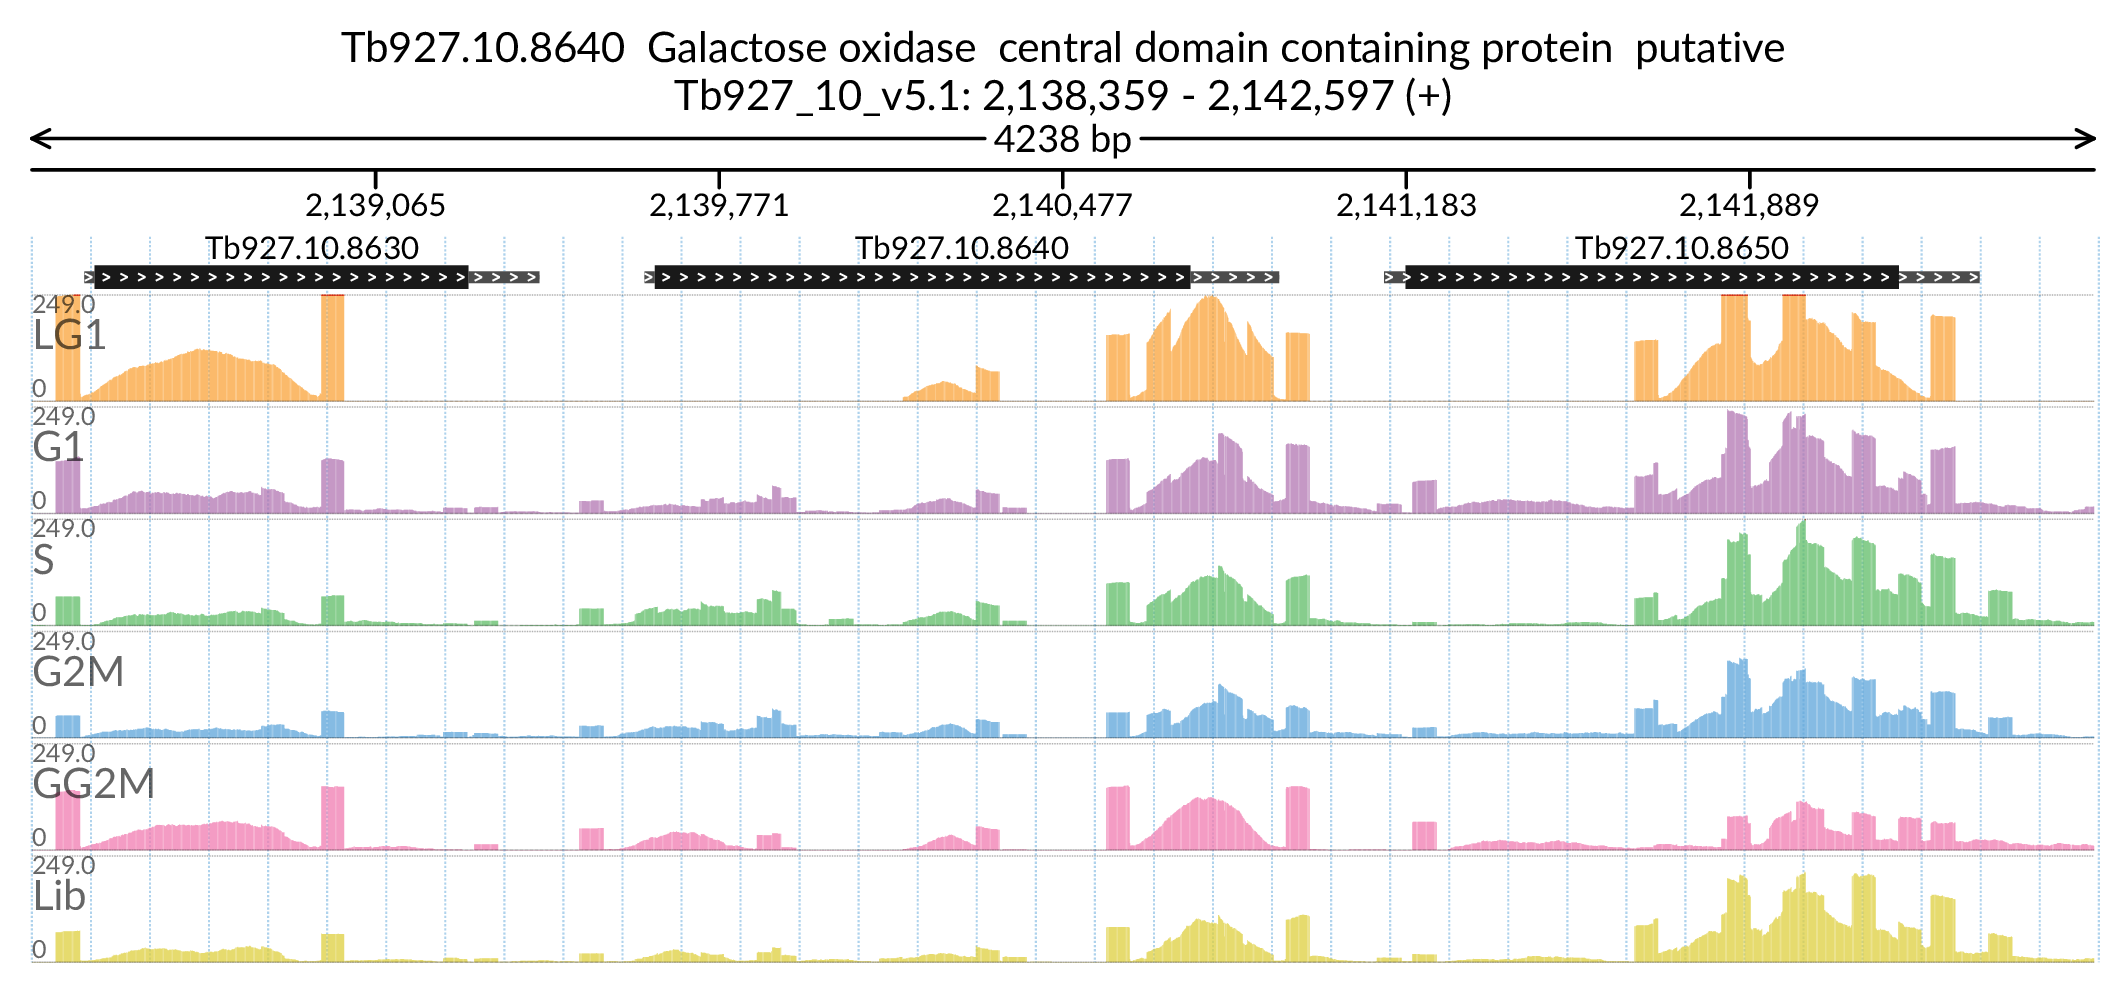 Tb927.10.8640  Galactose oxidase  central domain containing protein  putative
Tb927_10_v5.1: 2,138,359 - 2,142,597 (+)
4238 bp
2,139,065 2,139,771 2,140,477 2,141,183 2,141,889
Tb927.10.8630 Tb927.10.8640 Tb927.10.8650
249.0
LG1
0
249.0
G1
0
249.0
S
0
249.0
G2M
0
249.0
GG2M
0
249.0
Lib
0